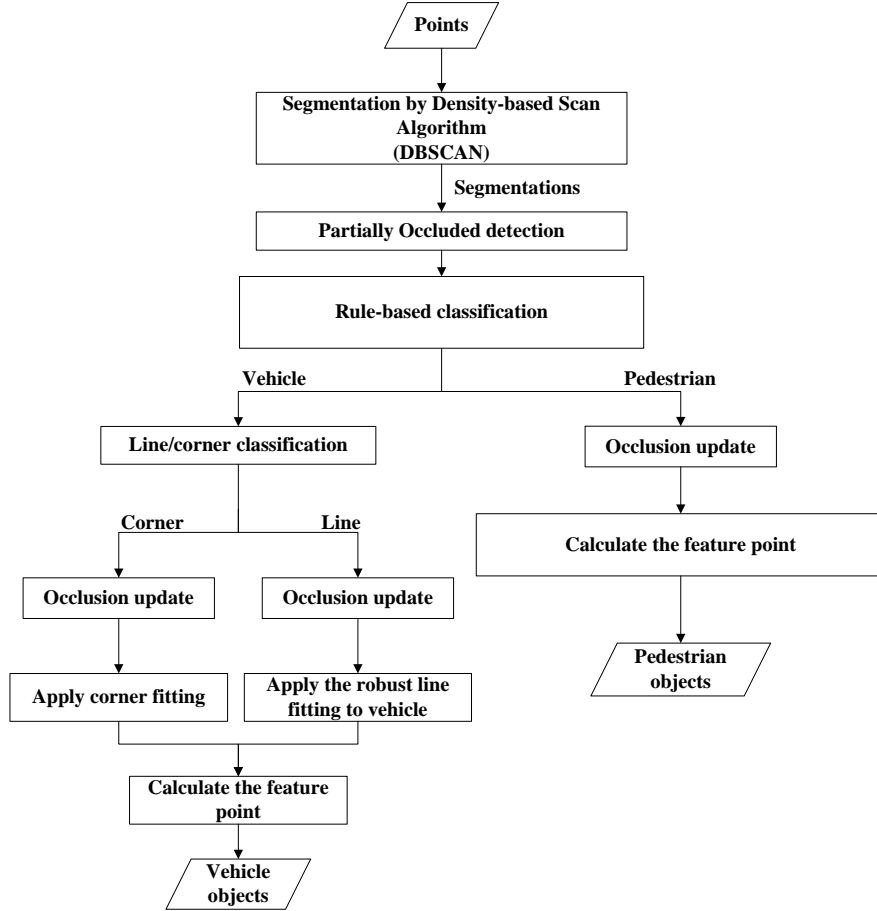 Points
Segmentation by Density-based Scan
Algorithm
(DBSCAN)
Segmentations
Partially Occluded detection
Rule-based classification
Vehicle
Pedestrian
Line/corner classification
Occlusion update
Corner
Line
Calculate the feature point
Occlusion update
Occlusion update
Pedestrian
objects
Apply corner fitting
Apply the robust line
fitting to vehicle
Calculate the feature
point
Vehicle
objects